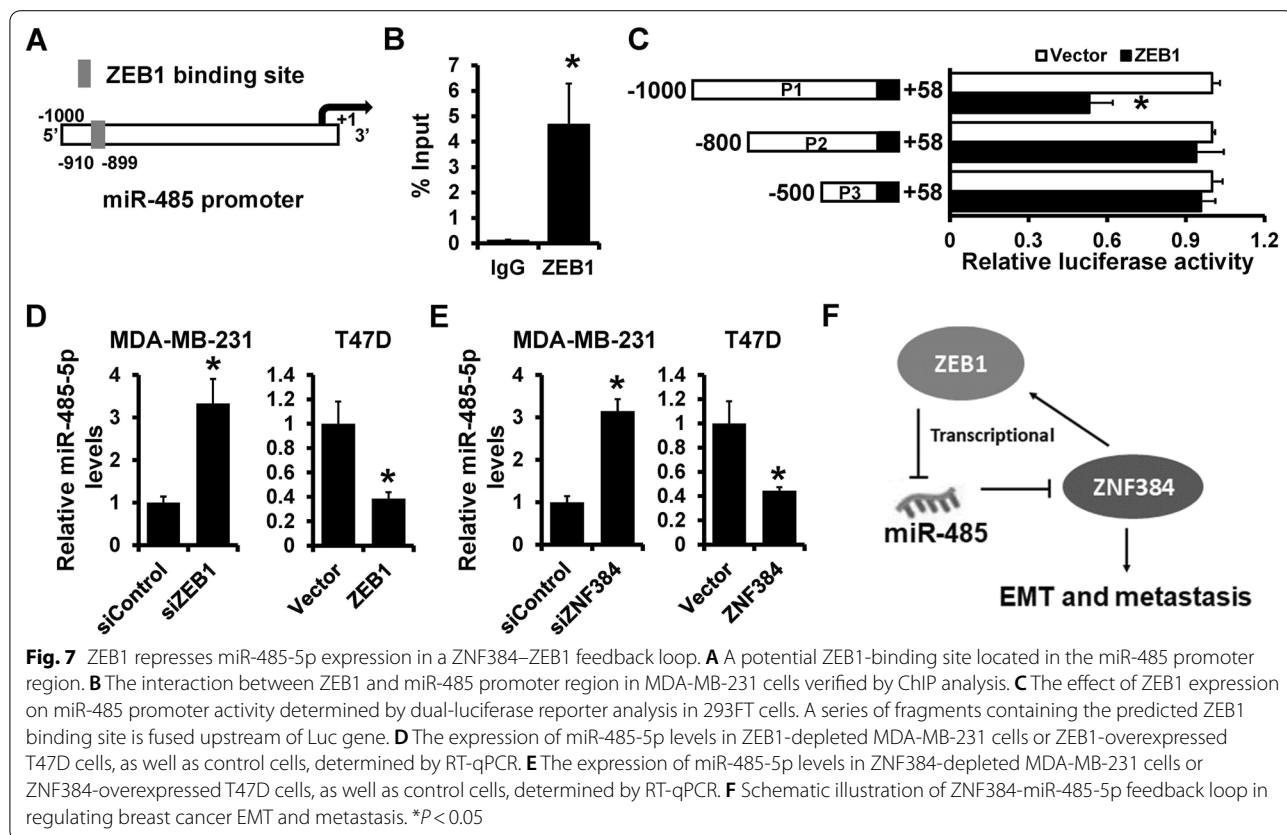 A
ZEB1 binding site
-1000
+1
5’
3’
-910 -899
miR-485 promoter
B
% Input
7
6
5
4
3
2
1
0
*
IgG ZEB1
C
Vector ZEB1
-1000 P1 +58
*
-800 P2 +58
-500 P3 +58
0 0.3 0.6 0.9 1.2
Relative luciferase activity
D
MDA-MB-231 T47D
Relative miR-485-5p
levels
4
3
2
1
0
*
siControl siZEB1
1.4
1.2
1
0.8
0.6
0.4
0.2
0
*
Vector ZEB1
E
MDA-MB-231 T47D
Relative miR-485-5p
levels
4
3
2
1
0
*
siControl siZNF384
1.4
1.2
1
0.8
0.6
0.4
0.2
0
*
Vector ZNF384
F
ZEB1
Transcriptional
miR-485
ZNF384
EMT and metastasis
Fig. 7 ZEB1 represses miR-485-5p expression in a ZNF384–ZEB1 feedback loop. A A potential ZEB1-binding site located in the miR-485 promoter
region. B The interaction between ZEB1 and miR-485 promoter region in MDA-MB-231 cells verified by ChIP analysis. C The effect of ZEB1 expression
on miR-485 promoter activity determined by dual-luciferase reporter analysis in 293FT cells. A series of fragments containing the predicted ZEB1
binding site is fused upstream of Luc gene. D The expression of miR-485-5p levels in ZEB1-depleted MDA-MB-231 cells or ZEB1-overexpressed
T47D cells, as well as control cells, determined by RT-qPCR. E The expression of miR-485-5p levels in ZNF384-depleted MDA-MB-231 cells or
ZNF384-overexpressed T47D cells, as well as control cells, determined by RT-qPCR. F Schematic illustration of ZNF384-miR-485-5p feedback loop in
regulating breast cancer EMT and metastasis. *P < 0.05